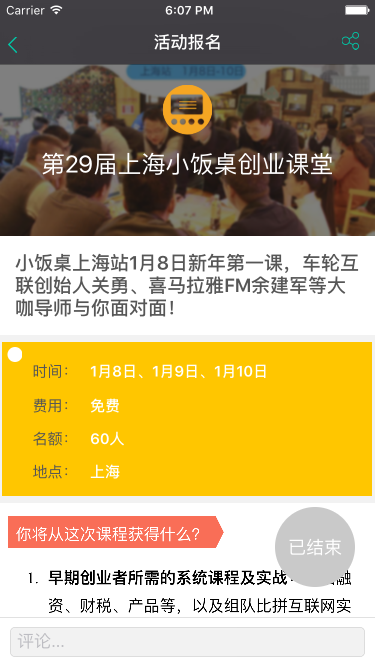 Carrier 6:07 PM
活动报名
上海站 1月8日-10日
第29届上海小饭桌创业课堂
小饭桌上海站1月8日新年第一课，车轮互
联创始人关勇、喜马拉雅FM余建军等大
咖导师与你面对面！
时间： 1月8日、1月9日、1月10日
费用： 免费
名额： 60人
地点： 上海
你将从这次课程获得什么？
已结束
1. 早期创业者所需的系统课程及实战
融
资、财税、产品等，以及组队比拼互联网实
评论...